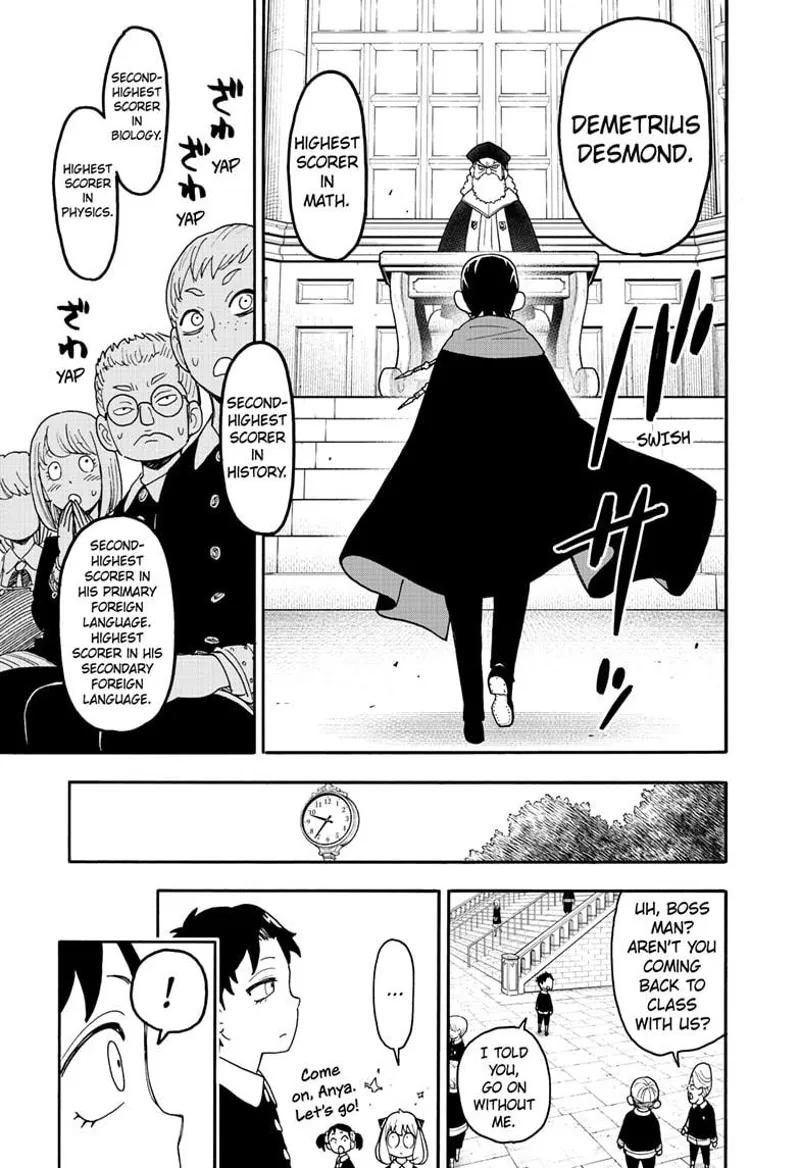 DEMETRIUS
DESMOND.
HIGHEST
SCORER
IN
MATH.
SWISH
SECOND-
HIGHEST
SCORER
IN
BIOLOGY.
HIGHEST
SCORER
IN
PHYSICS.
ざわ
YAP
ざわ
YAP
ざわ
YAP
SECOND-
HIGHEST
SCORER
IN
HISTORY.
SECOND-
HIGHEST
SCORER IN
HIS PRIMARY
FOREIGN
LANGUAGE.
HIGHEST
SCORER IN HIS
SECONDARY
FOREIGN
LANGUAGE.
UH, BOSS
MAN?
AREN'T YOU
COMING
BACK TO
CLASS
WITH US?
I TOLD
YOU,
GO ON
WITHOUT
ME.
...
Come
on, Anya.
Let's go!
!